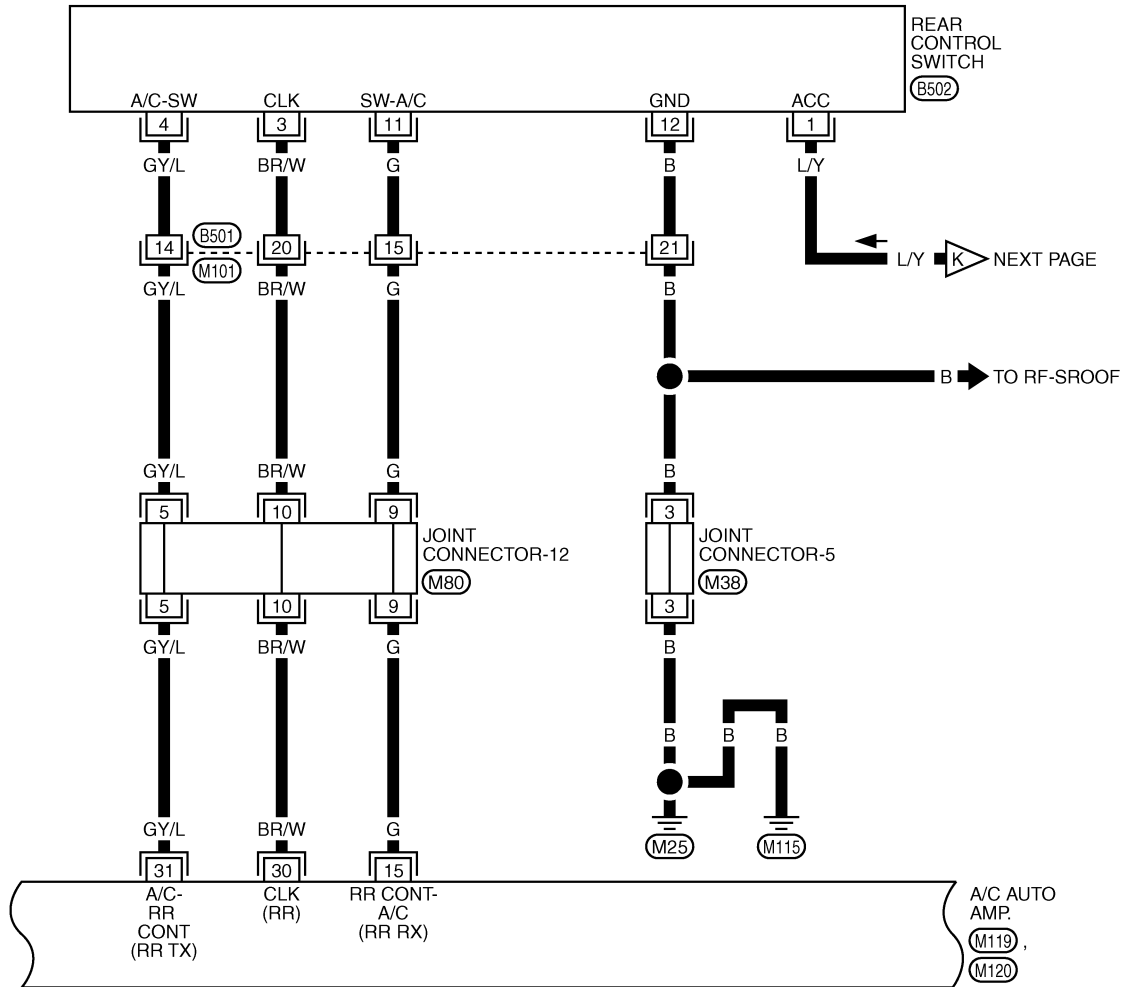 REAR
CONTROL
SWITCH
B502
A/C-SW CLK SW-A/C GND ACC
4 3 11 12 1
GY/L BR/W G B L/Y
14 B501 20 15 21
M101
L/Y K NEXT PAGE
GY/L BR/W G B
B TO RF-SROOF
GY/L BR/W G B
5 10 9 3
JOINT
CONNECTOR-12
M80
JOINT
CONNECTOR-5
M38
5 10 9 3
GY/L BR/W G B
B B B
GY/L BR/W G
M25 M115
31 30 15
A/C-
RR
CONT
(RR TX)
CLK
(RR)
RR CONT-
A/C
(RR RX)
A/C AUTO
AMP.
M119 ,
M120